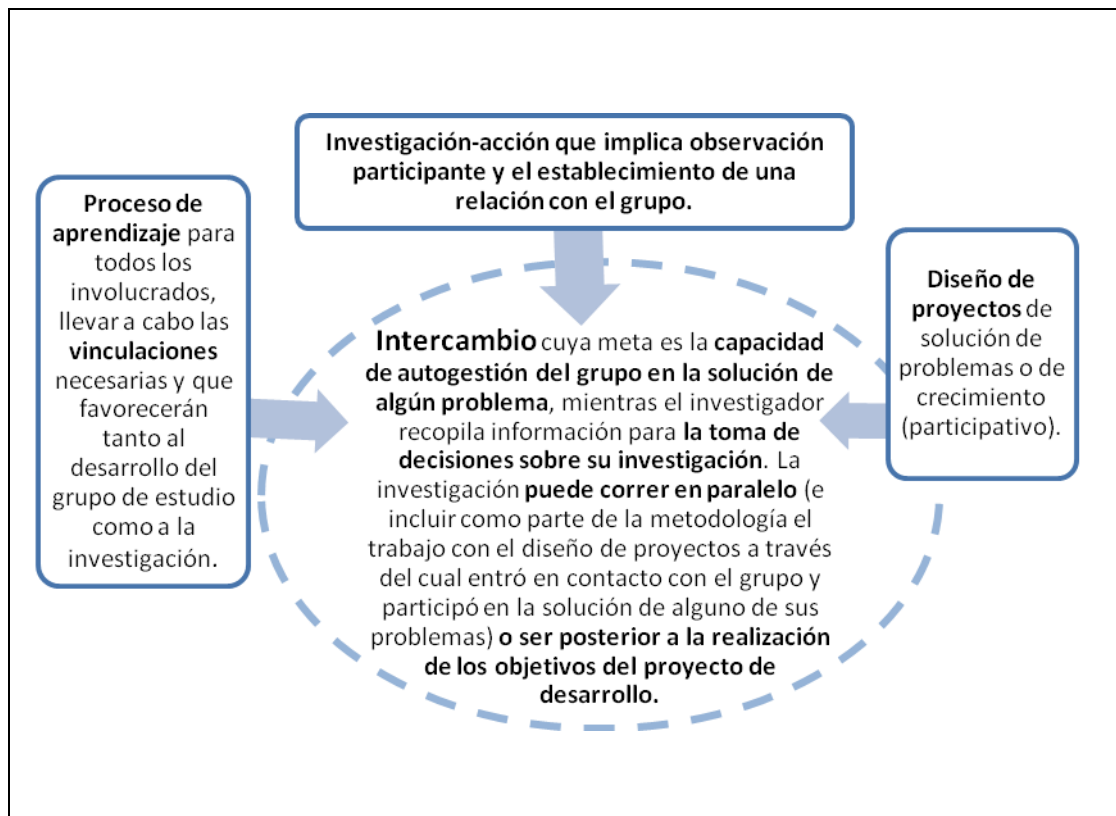 Investigación-acción que implica observación
participante y el establecimiento de una
relación con el grupo.
Proceso de
aprendizaje para
todos los
involucrados,
llevar a cabo las
vinculaciones
necesarias y que
favorecerán
tanto al
desarrollo del
grupo de estudio
como a la
investigación.
Intercambio cuya meta es la capacidad
de autogestión del grupo en la solución de
algún problema, mientras el investigador
recopila información para la toma de
decisiones sobre su investigación. La
investigación puede correr en paralelo (e
incluir como parte de la metodología el
trabajo con el diseño de proyectos a través
del cual entró en contacto con el grupo y
participó en la solución de alguno de sus
problemas) o ser posterior a la realización
de los objetivos del proyecto de
desarrollo.
Diseño de
proyectos de
solución de
problemas o de
crecimiento
(participativo).